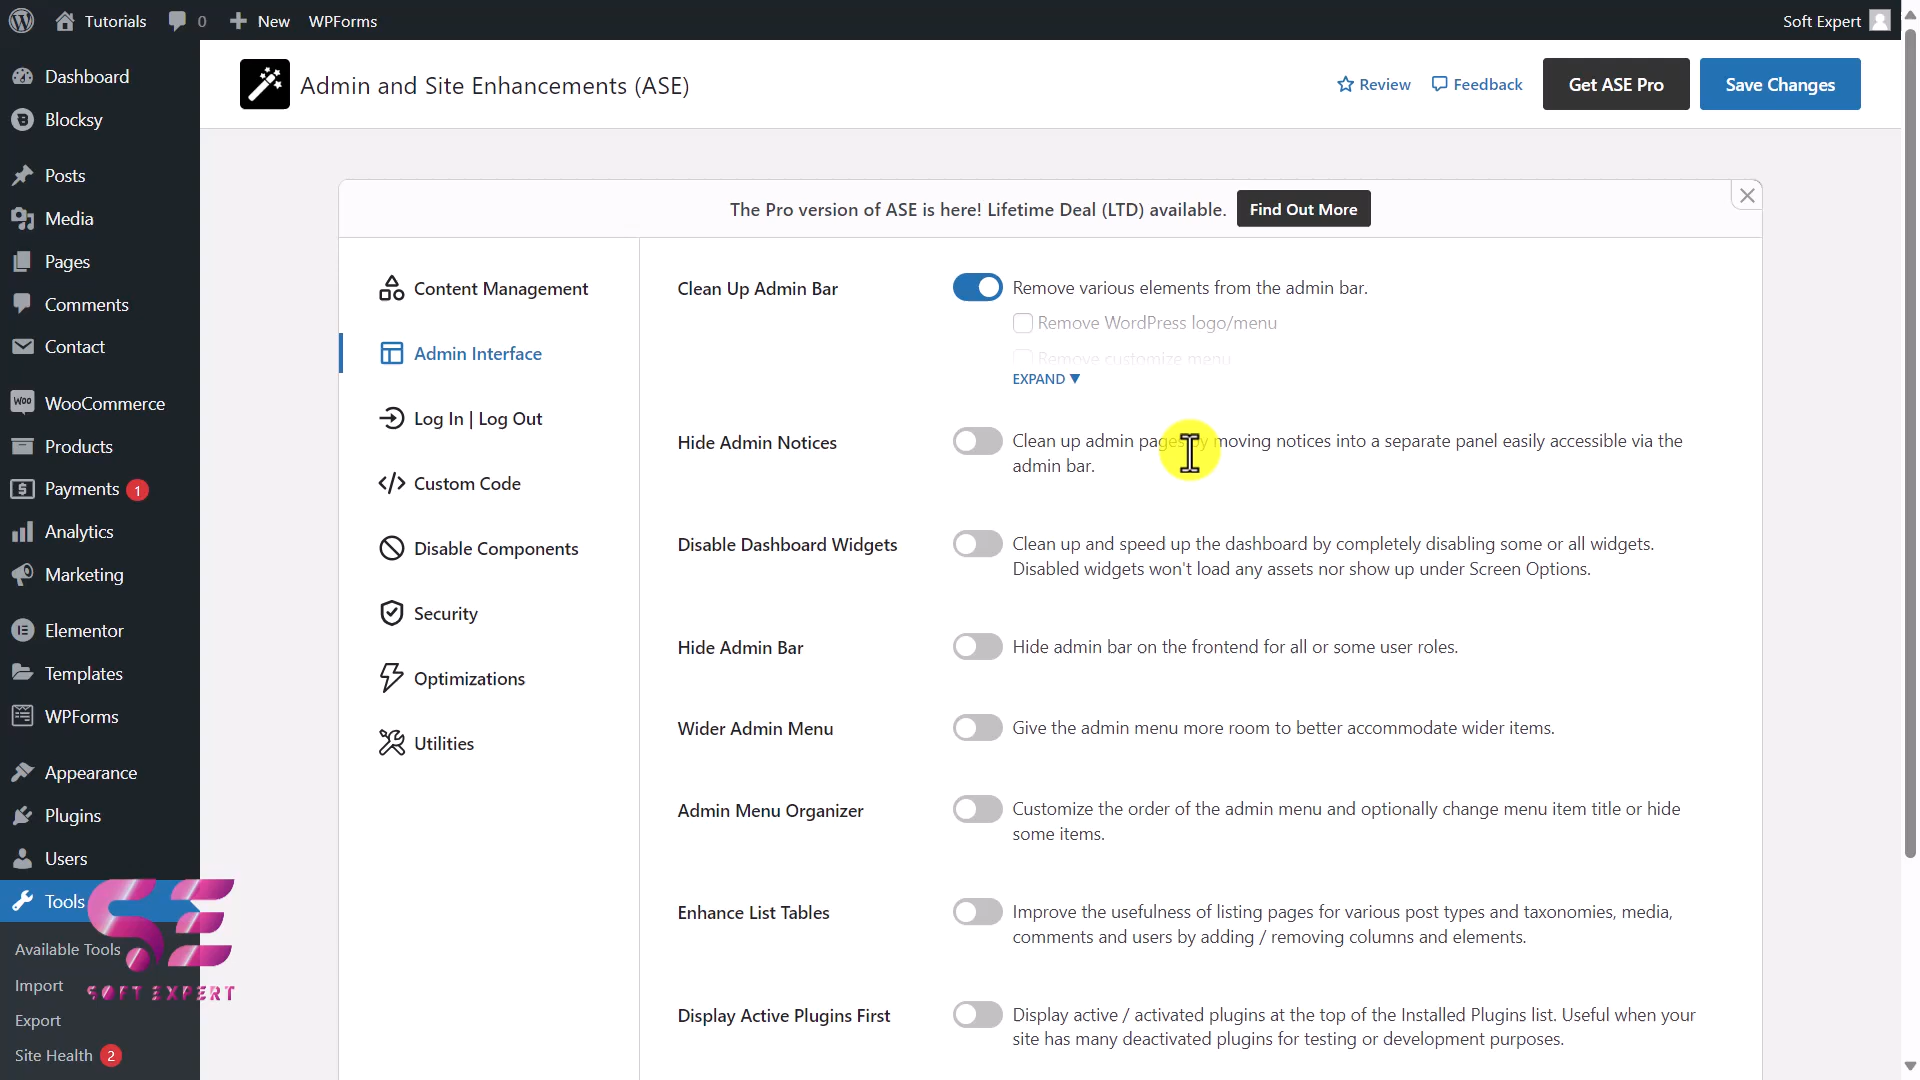 Tutorials 0 New WPForms Soft Expert
Dashboard
Blocksy
Posts
Media
Pages
Comments
Contact
Woo WooCommerce
Products
Payments 1
Analytics
Marketing
Elementor
Templates
WPForms
Appearance
Plugins
Users
Tools
Available Tools
Import
Export
Site Health 2
SE
SOFT EXPERT
Admin and Site Enhancements (ASE)
Review Feedback Get ASE Pro Save Changes
The Pro version of ASE is here! Lifetime Deal (LTD) available. Find Out More
Content Management
Admin Interface
Log In | Log Out
Custom Code
Disable Components
Security
Optimizations
Utilities
Clean Up Admin Bar Remove various elements from the admin bar.
Remove WordPress logo/menu
Remove customize menu
EXPAND ▼
Hide Admin Notices Clean up admin pages by moving notices into a separate panel easily accessible via the
admin bar.
Disable Dashboard Widgets Clean up and speed up the dashboard by completely disabling some or all widgets.
Disabled widgets won't load any assets nor show up under Screen Options.
Hide Admin Bar Hide admin bar on the frontend for all or some user roles.
Wider Admin Menu Give the admin menu more room to better accommodate wider items.
Admin Menu Organizer Customize the order of the admin menu and optionally change menu item title or hide
some items.
Enhance List Tables Improve the usefulness of listing pages for various post types and taxonomies, media,
comments and users by adding / removing columns and elements.
Display Active Plugins First Display active / activated plugins at the top of the Installed Plugins list. Useful when your
site has many deactivated plugins for testing or development purposes.